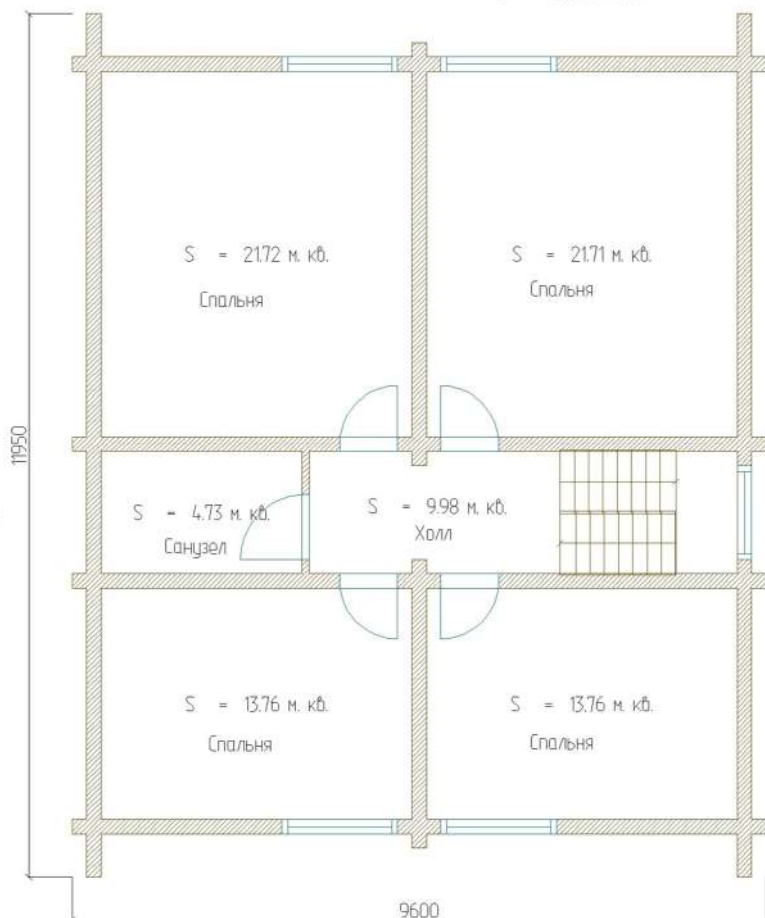 S = 21.72 м. кв.
Спальня
S = 21.71 м. кв.
Спальня
11950
S = 4.73 м. кв.
Санузел
S = 9.98 м. кв.
Холл
S = 13.76 м. кв.
Спальня
S = 13.76 м. кв.
Спальня
9600